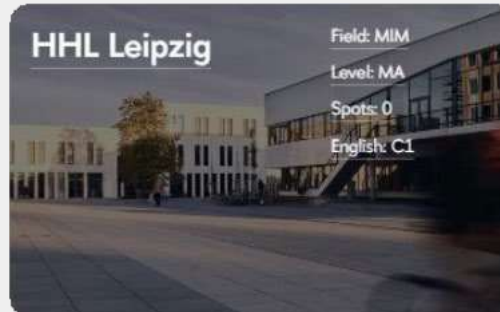 HHL Leipzig
Field: MIM
Level: MA
Spots: 0
English: C1